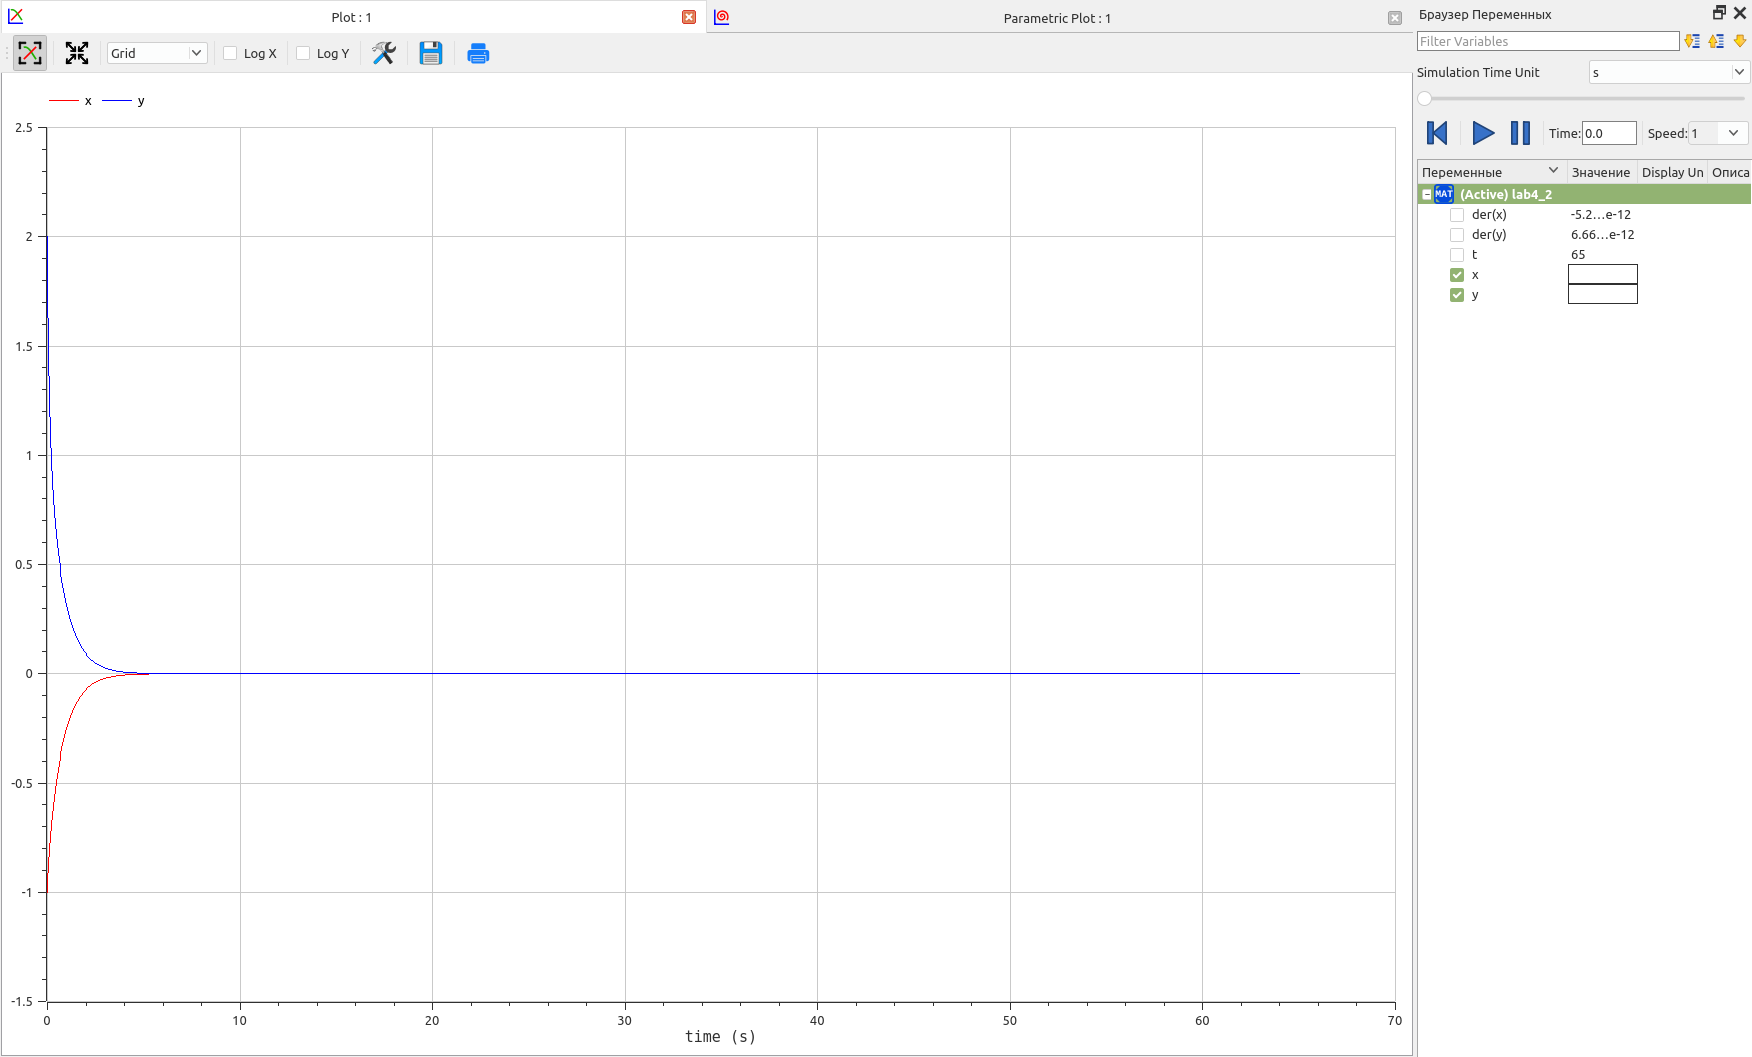 Plot : 1
Parametric Plot : 1
Браузер Переменных
Grid
Log X
Log Y
Filter Variables
Simulation Time Unit
s
Time: 0.0
Speed: 1
Переменные Значение Display Un Описа
MAT (Active) lab4_2
der(x) -5.2...e-12
der(y) 6.66...e-12
t 65
x
y
x y
2.5
2
1.5
1
0.5
0
-0.5
-1
-1.5
0 10 20 30 40 50 60 70
time (s)